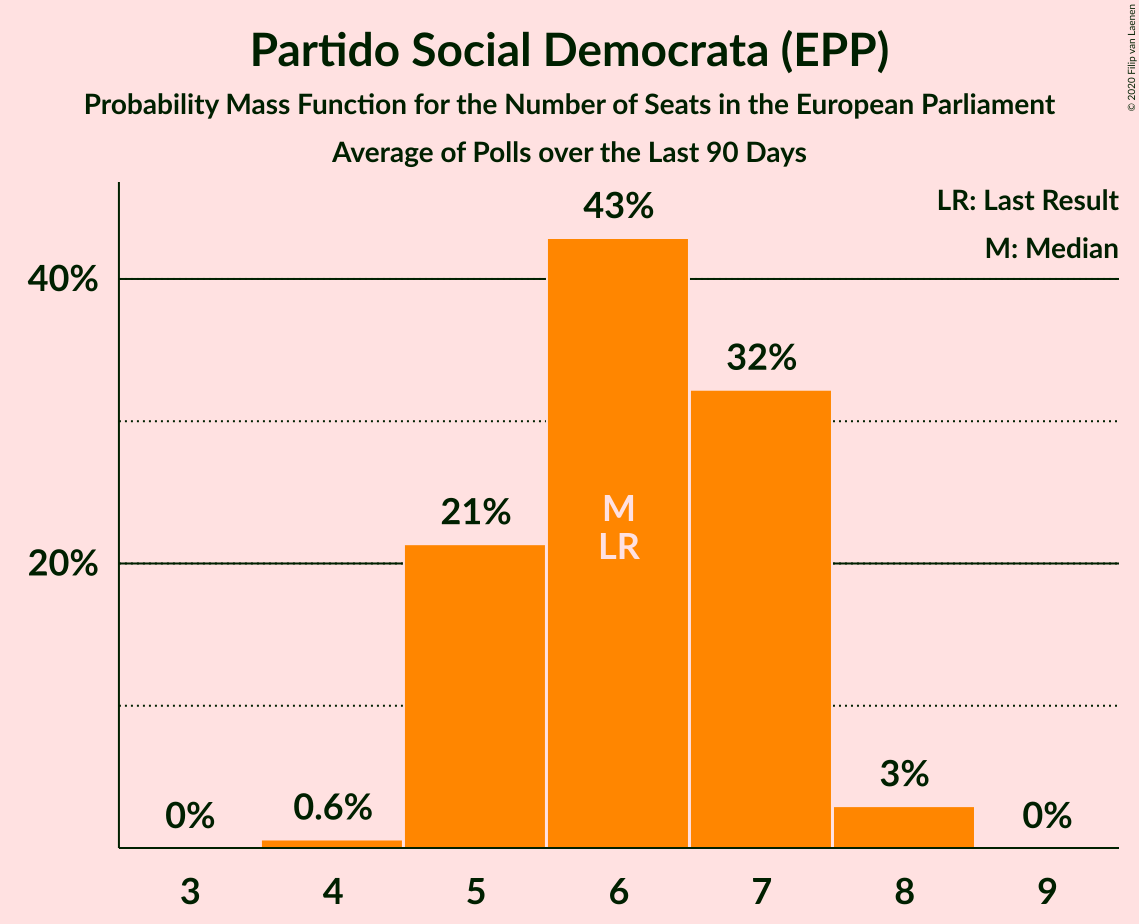 Partido Social Democrata (EPP)
Probability Mass Function for the Number of Seats in the European Parliament
Average of Polls over the Last 90 Days
© 2020 Filip van Laenen
LR: Last Result
M: Median
43%
40%
32%
21%
M
LR
20%
3%
0%
0.6%
0%
3 4 5 6 7 8 9